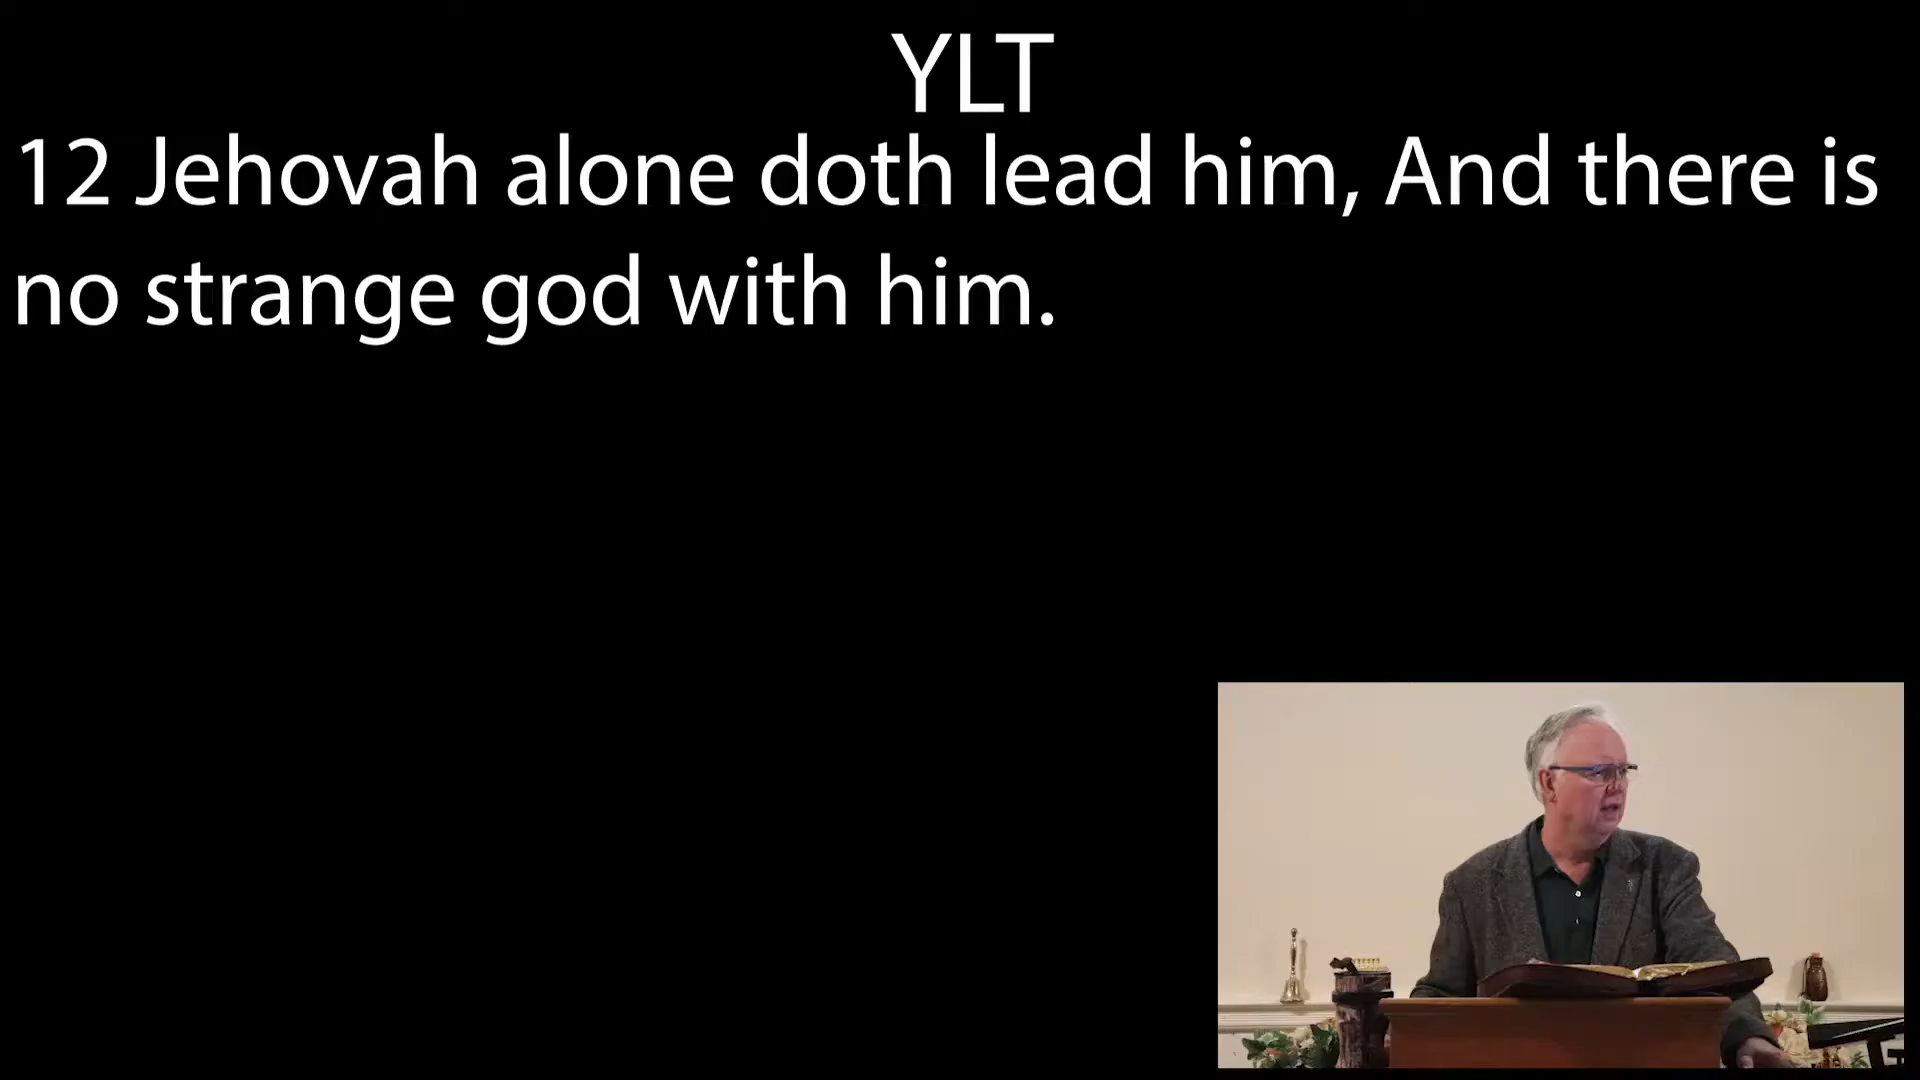 YLT
12 Jehovah alone doth lead him, And there is
no strange god with him.